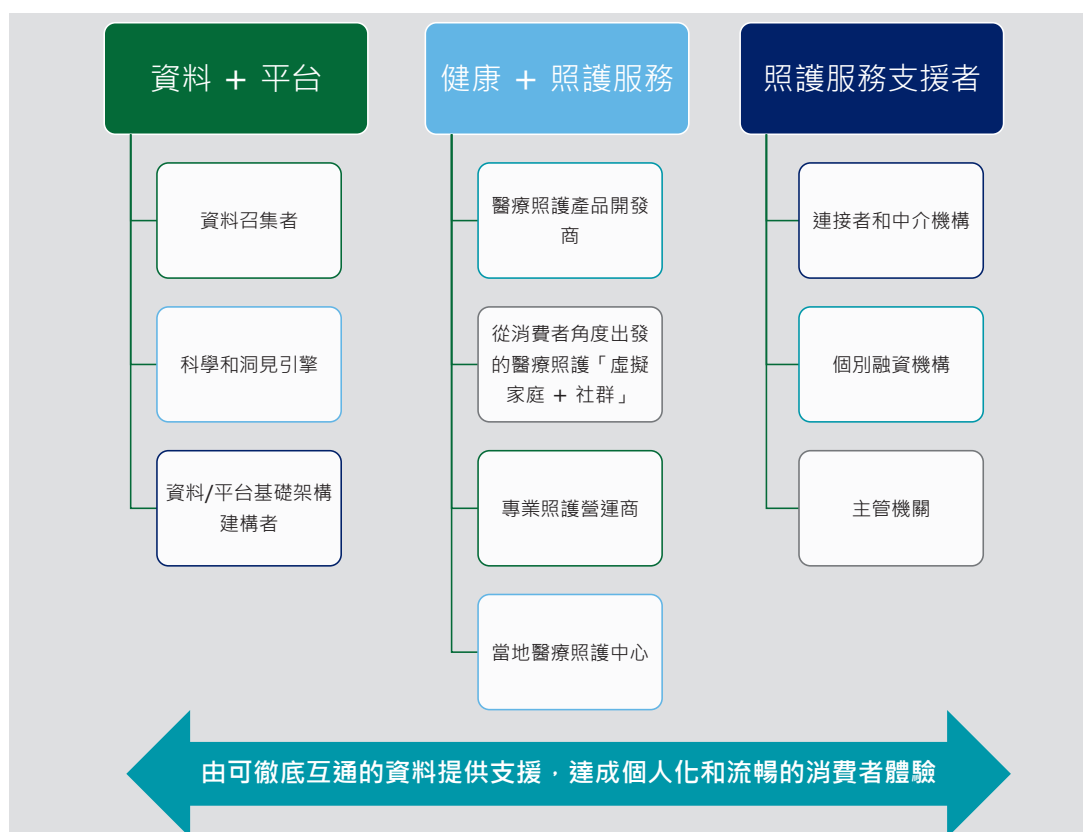 資料 + 平台
資料召集者
科學和洞見引擎
資料/平台基礎架構
建構者
健康 + 照護服務
醫療照護產品開發
商
從消費者角度出發
的醫療照護「虛擬
家庭 + 社群」
專業照護營運商
當地醫療照護中心
照護服務支援者
連接者和中介機構
個別融資機構
主管機關
由可徹底互通的資料提供支援，達成個人化和流暢的消費者體驗